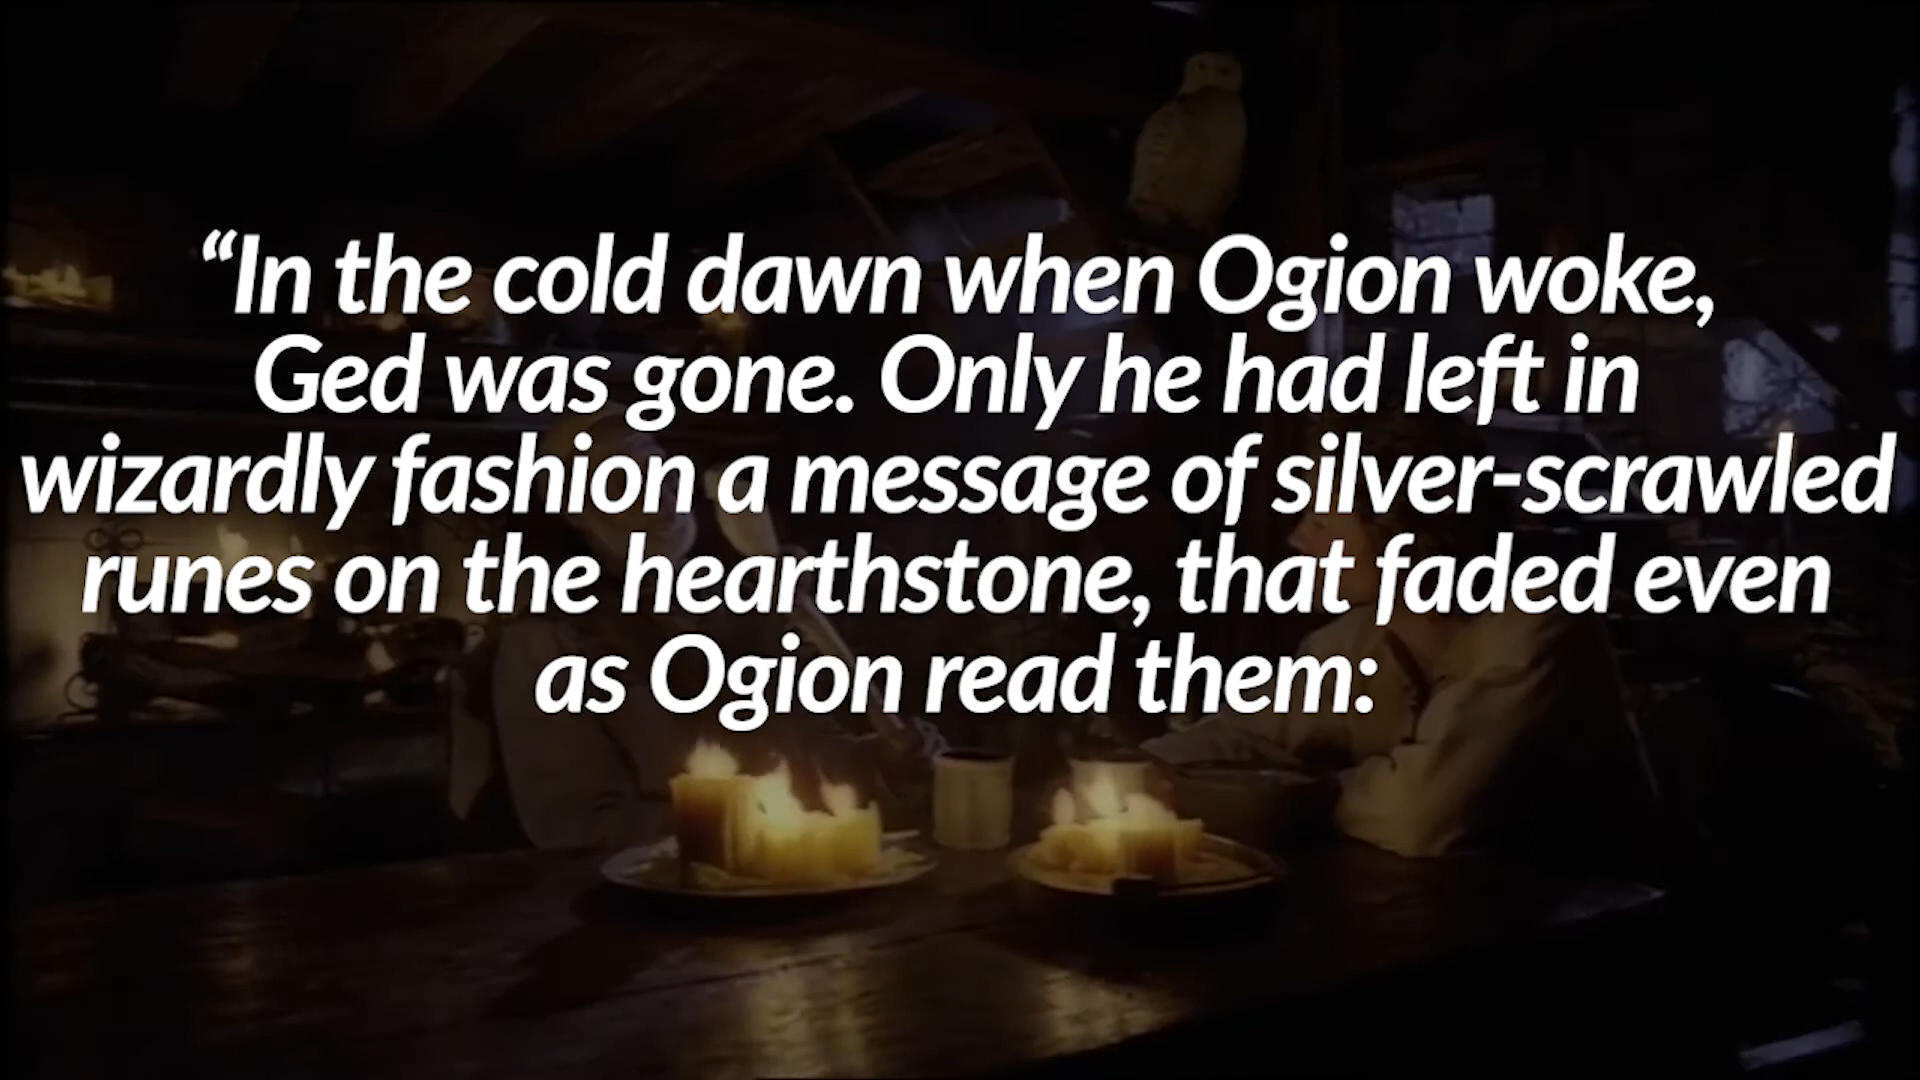 “In the cold dawn when Ogion woke,
Ged was gone. Only he had left in
wizardly fashion a message of silver-scrawled
runes on the hearthstone, that faded even
as Ogion read them: